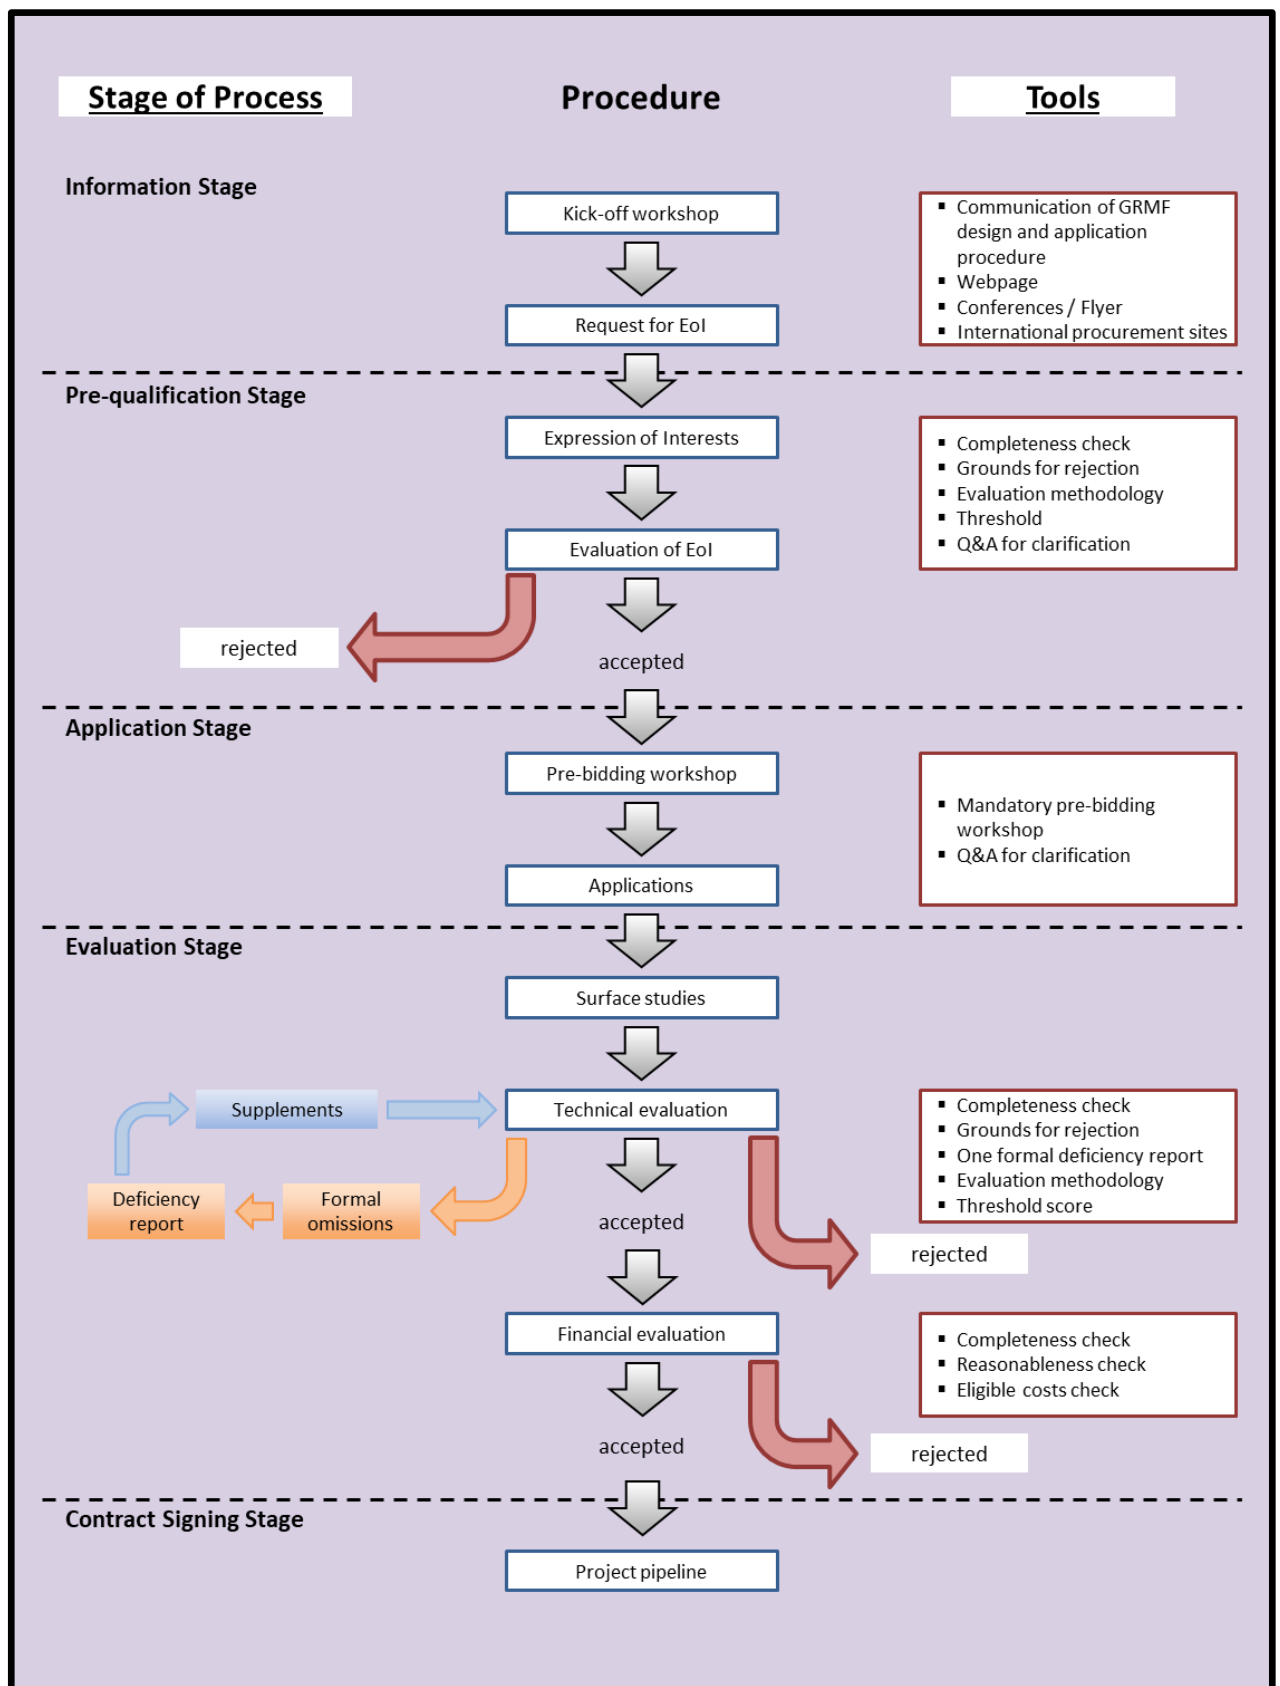 Stage of Process
Procedure
Tools
Information Stage
Kick-off workshop
▪ Communication of GRMF
design and application
procedure
▪ Webpage
▪ Conferences / Flyer
▪ International procurement sites
Request for EoI
Pre-qualification Stage
Expression of Interests
▪ Completeness check
▪ Grounds for rejection
▪ Evaluation methodology
▪ Threshold
▪ Q&A for clarification
Evaluation of EoI
rejected
accepted
Application Stage
Pre-bidding workshop
▪ Mandatory pre-bidding
workshop
▪ Q&A for clarification
Applications
Evaluation Stage
Surface studies
Supplements
Technical evaluation
▪ Completeness check
▪ Grounds for rejection
▪ One formal deficiency report
▪ Evaluation methodology
▪ Threshold score
Deficiency
report
Formal
omissions
accepted
rejected
Financial evaluation
▪ Completeness check
▪ Reasonableness check
▪ Eligible costs check
accepted
rejected
Contract Signing Stage
Project pipeline